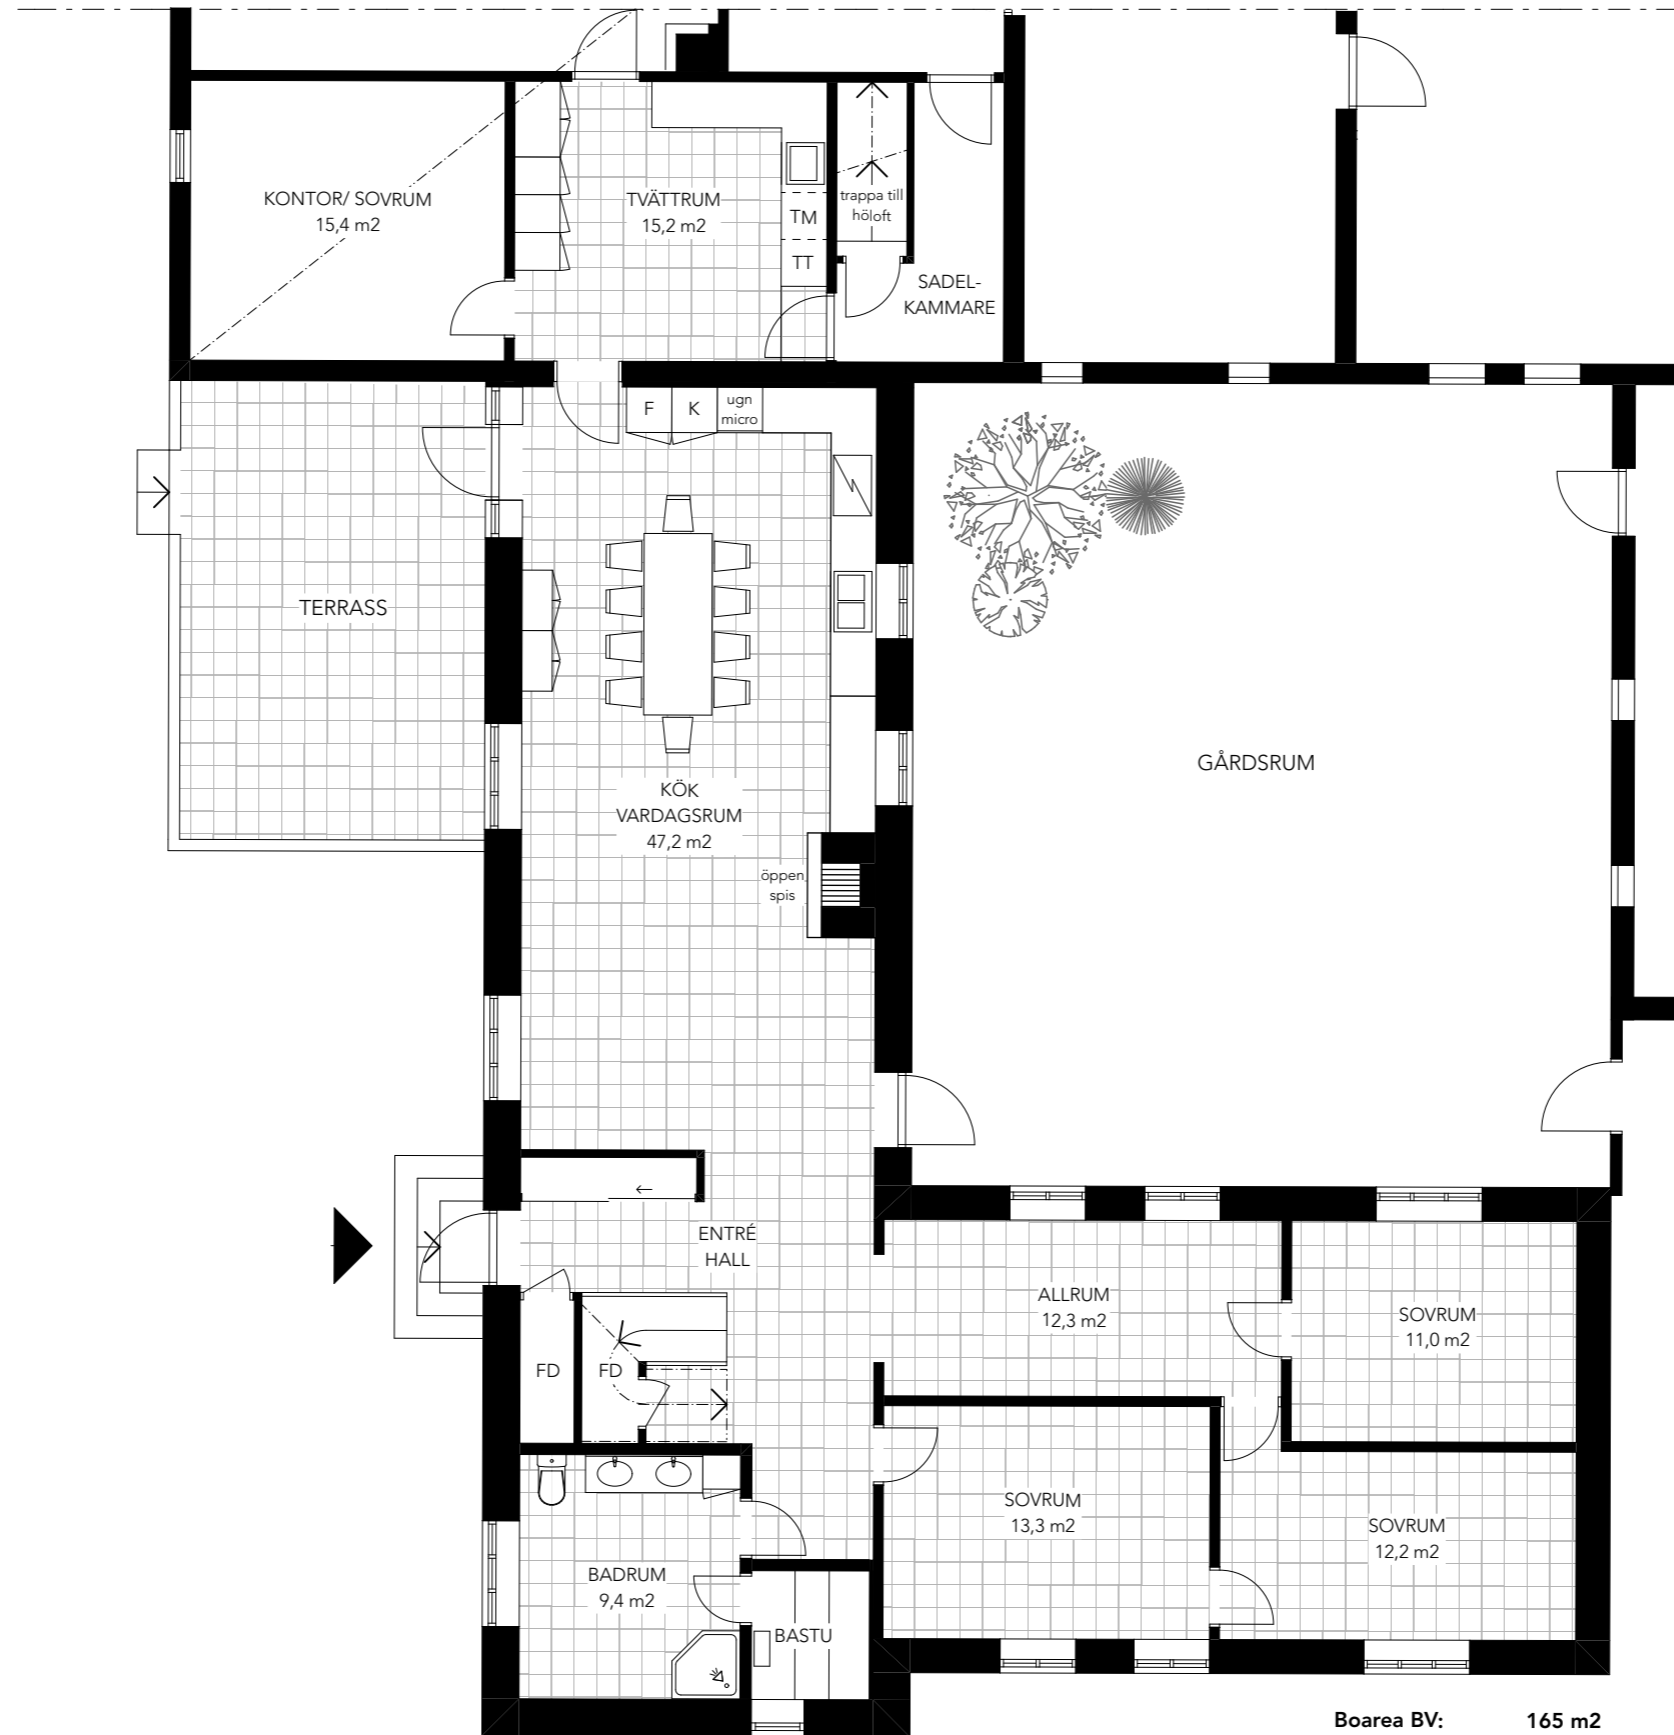 KONTOR/ SOVRUM
15,4 m2
TVÄTTRUM
15,2 m2
TM
TT
trappa till
höloft
SADEL-
KAMMARE
F
K
ugn
micro
TERRASS
KÖK
VARDAGSRUM
47,2 m2
öppen
spis
GÅRDSRUM
ENTRÉ
HALL
FD
FD
ALLRUM
12,3 m2
SOVRUM
11,0 m2
SOVRUM
13,3 m2
SOVRUM
12,2 m2
BADRUM
9,4 m2
BASTU
Boarea BV: 165 m2